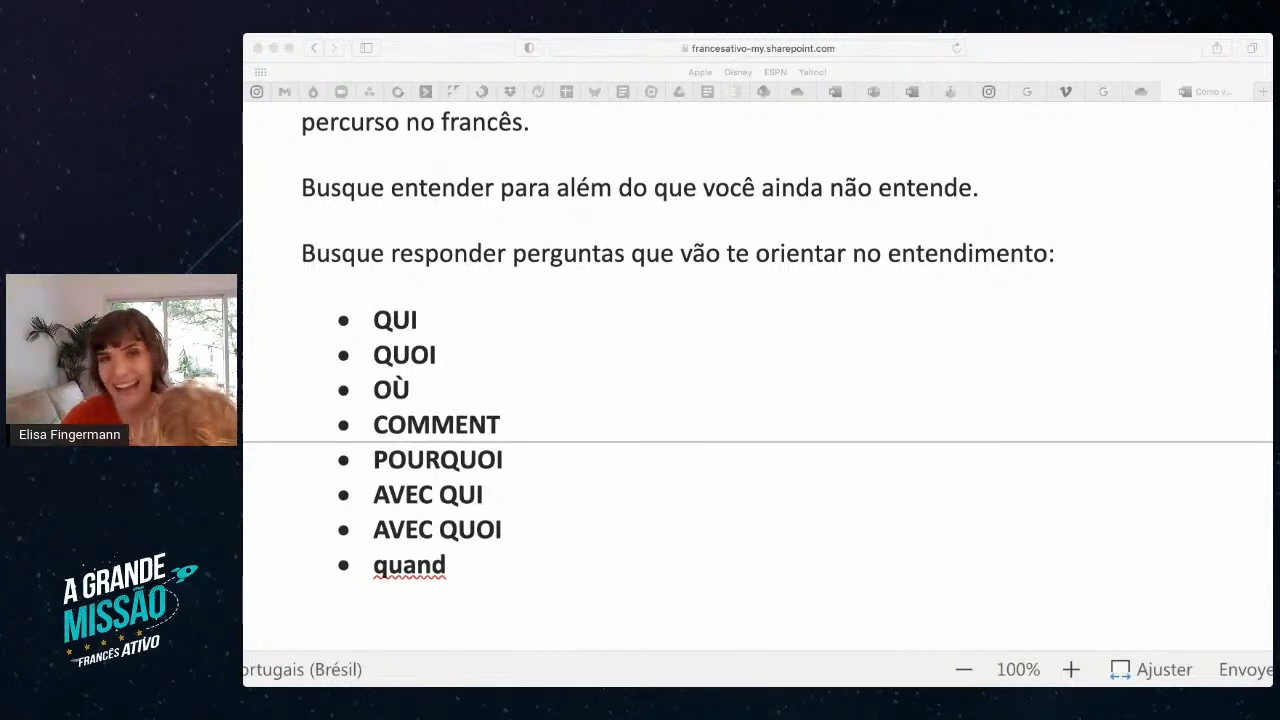 francesativo-my.sharepoint.com
Apple Disney ESPN Yahoo!
Como v...
percurso no francês.
Busque entender para além do que você ainda não entende.
Busque responder perguntas que vão te orientar no entendimento:
• QUI
• QUOI
• OÙ
• COMMENT
• POURQUOI
• AVEC QUI
• AVEC QUOI
• quand
Elisa Fingermann
A GRANDE
MISSÃO
FRANCÊS ATIVO
ortugais (Brésil)
100%
Ajuster
Envoye